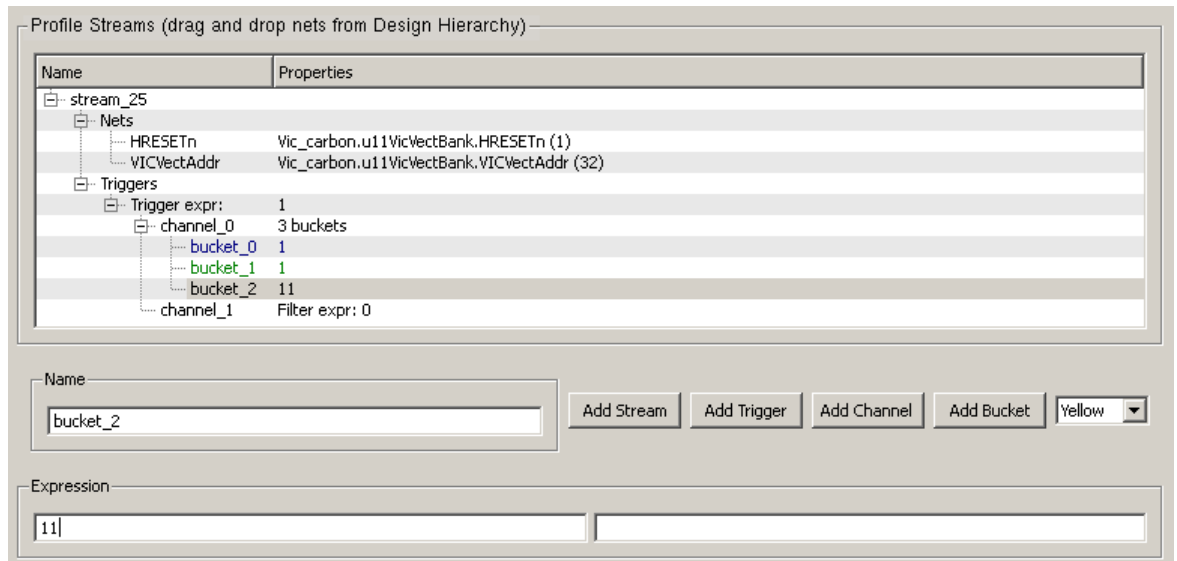 Profile Streams (drag and drop nets from Design Hierarchy)
Name Properties
stream_25
Nets
HRESETn Vic_carbon.u11VicVectBank.HRESETn (1)
VICVectAddr Vic_carbon.u11VicVectBank.VICVectAddr (32)
Triggers
Trigger expr: 1
channel_0 3 buckets
bucket_0 1
bucket_1 1
bucket_2 11
channel_1 Filter expr: 0
Name
bucket_2 Add Stream Add Trigger Add Channel Add Bucket Yellow
Expression
11